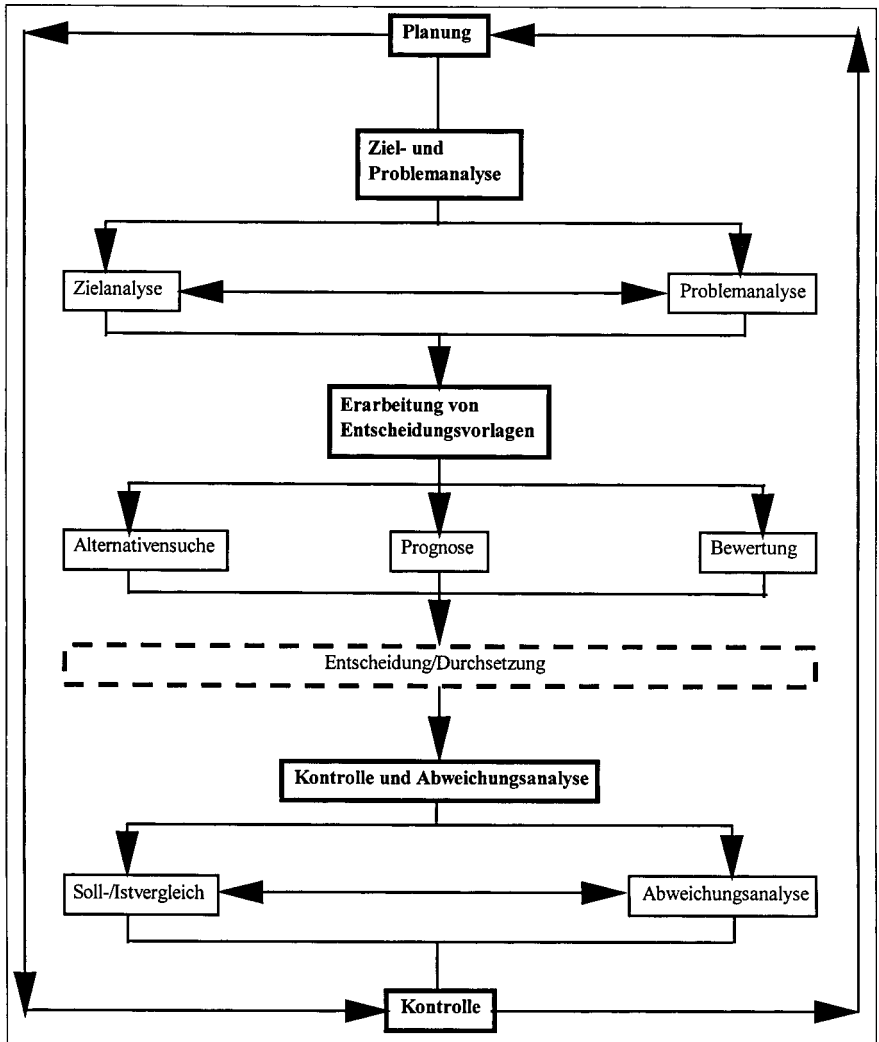 Planung
Ziel- und
Problemanalyse
Zielanalyse
Problemanalyse
Erarbeitung von
Entscheidungsvorlagen
Alternativensuche
Prognose
Bewertung
Entscheidung/Durchsetzung
Kontrolle und Abweichungsanalyse
Soll-/Istvergleich
Abweichungsanalyse
Kontrolle